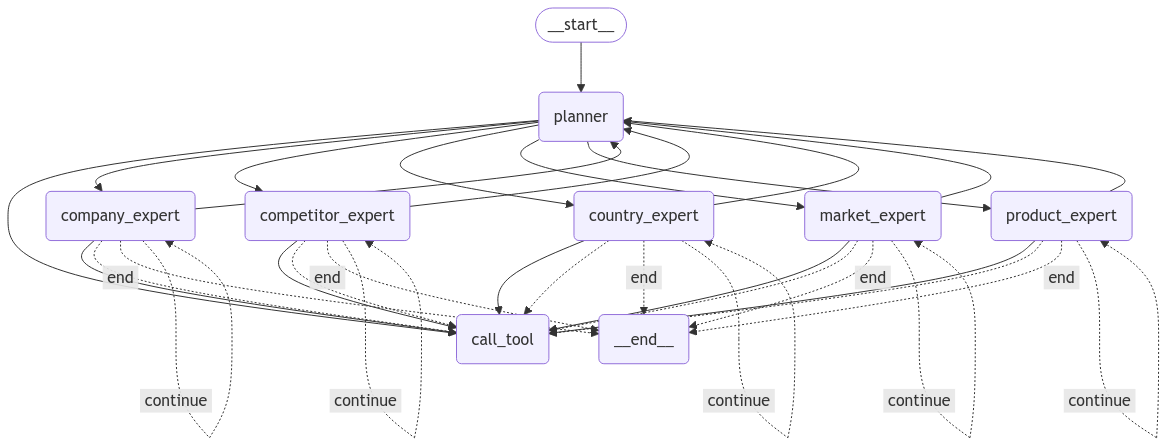 __start__
planner
company_expert
competitor_expert
country_expert
market_expert
product_expert
end
end
end
end
end
call_tool
__end__
continue
continue
continue
continue
continue